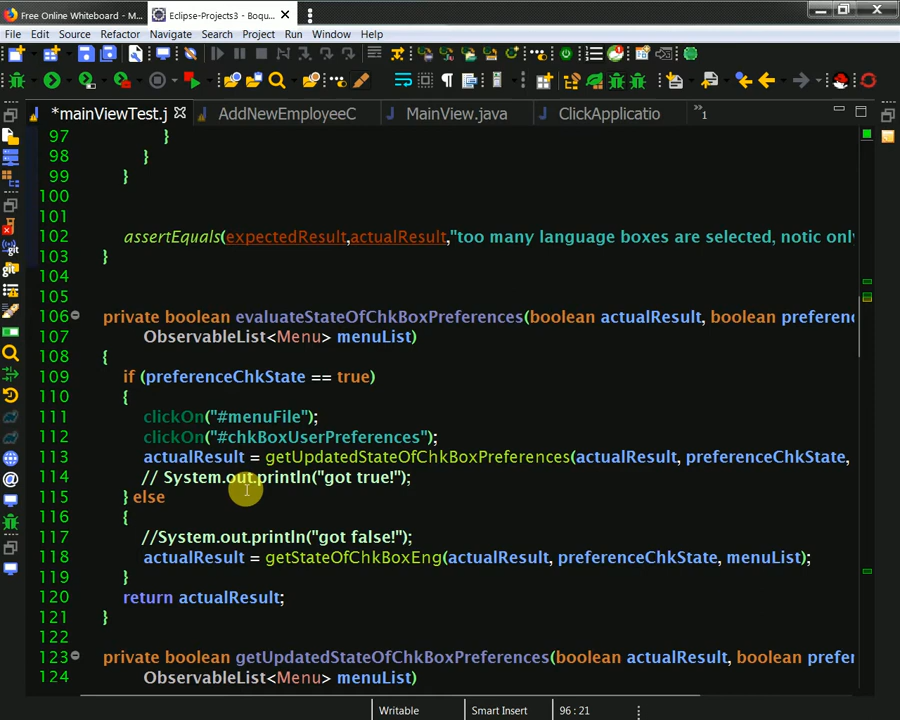 Free Online Whiteboard - M...
Eclipse-Projects3 - Boqu...
File Edit Source Refactor Navigate Search Project Run Window Help
*mainViewTest.j AddNewEmployeeC MainView.java ClickApplicatio »1
97 }
98 }
99 }
100
101
102 assertEquals(expectedResult,actualResult,"too many language boxes are selected, notic onl
103 }
104
105
106 private boolean evaluateStateOfChkBoxPreferences(boolean actualResult, boolean preferenc
107 ObservableList<Menu> menuList)
108 {
109 if (preferenceChkState == true)
110 {
111 clickOn("#menuFile");
112 clickOn("#chkBoxUserPreferences");
113 actualResult = getUpdatedStateOfChkBoxPreferences(actualResult, preferenceChkState,
114 // System.out.println("got true!");
115 } else
116 {
117 //System.out.println("got false!");
118 actualResult = getStateOfChkBoxEng(actualResult, preferenceChkState, menuList);
119 }
120 return actualResult;
121 }
122
123 private boolean getUpdatedStateOfChkBoxPreferences(boolean actualResult, boolean prefer
124 ObservableList<Menu> menuList)
Writable Smart Insert 96 : 21